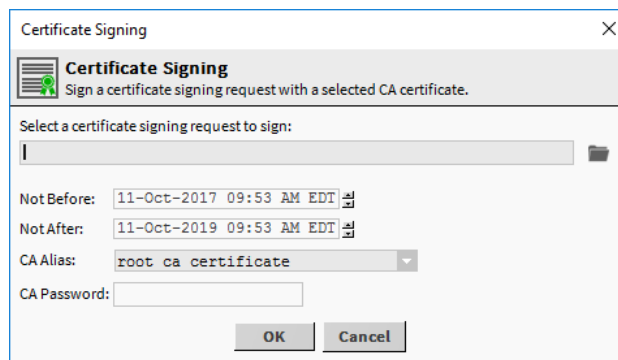 Certificate Signing
Certificate Signing
Sign a certificate signing request with a selected CA certificate.
Select a certificate signing request to sign:
Not Before: 11-Oct-2017 09:53 AM EDT
Not After: 11-Oct-2019 09:53 AM EDT
CA Alias: root ca certificate
CA Password:
OK Cancel